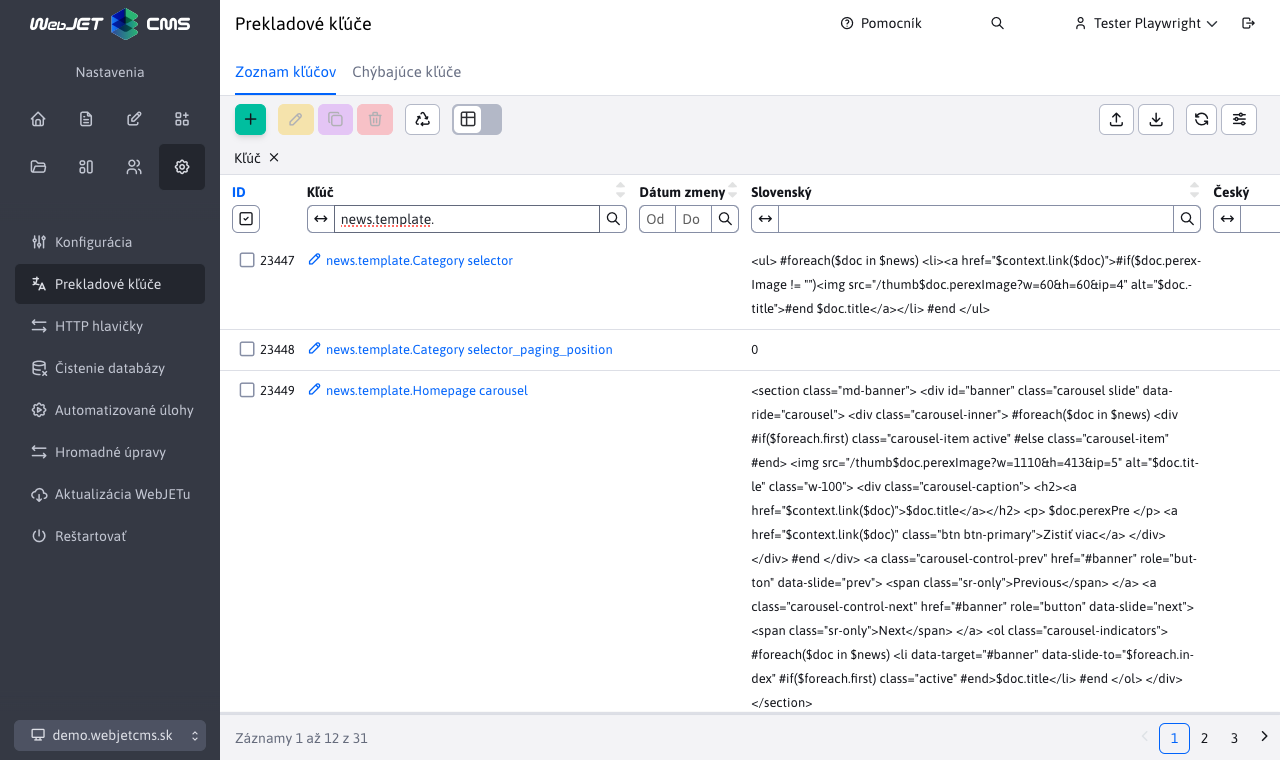 WebJET CMS
Prekladové kľúče
Pomocník
Tester Playwright
Nastavenia
Zoznam kľúčov
Chýbajúce kľúče
Kľúč
Konfigurácia
Prekladové kľúče
HTTP hlavičky
Čistenie databázy
Automatizované úlohy
Hromadné úpravy
Aktualizácia WebJETu
Reštartovať
demo.webjetcms.sk
ID
Kľúč
Dátum zmeny
Slovenský
Český
news.template.
Od
Do
23447
news.template.Category selector
<ul> #foreach($doc in $news) <li><a href="$context.link($doc)">#if($doc.perex-
Image != "")<img src="/thumb$doc.perexImage?w=60&h=60&ip=4" alt="$doc.-
title">#end $doc.title</a></li> #end </ul>
23448
news.template.Category selector_paging_position
0
23449
news.template.Homepage carousel
<section class="md-banner"> <div id="banner" class="carousel slide" data-
ride="carousel"> <div class="carousel-inner"> #foreach($doc in $news) <div
#if($foreach.first) class="carousel-item active" #else class="carousel-item"
#end> <img src="/thumb$doc.perexImage?w=1110&h=413&ip=5" alt="$doc.tit-
le" class="w-100"> <div class="carousel-caption"> <h2><a
href="$context.link($doc)">$doc.title</a></h2> <p> $doc.perexPre </p> <a
href="$context.link($doc)" class="btn btn-primary">Zistiť viac</a> </div>
</div> #end </div> <a class="carousel-control-prev" href="#banner" role="but-
ton" data-slide="prev"> <span class="sr-only">Previous</span> </a> <a
class="carousel-control-next" href="#banner" role="button" data-slide="next">
<span class="sr-only">Next</span> </a> <ol class="carousel-indicators">
#foreach($doc in $news) <li data-target="#banner" data-slide-to="$foreach.in-
dex" #if($foreach.first) class="active" #end>$doc.title</li> #end </ol> </div>
</section>
Záznamy 1 až 12 z 31
1
2
3